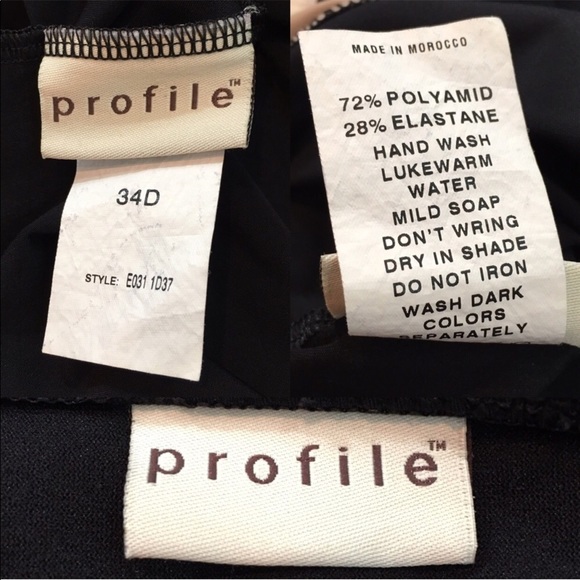 profile™
34D
STYLE: E031 1D37
MADE IN MOROCCO
72% POLYAMID
28% ELASTANE
HAND WASH
LUKEWARM
WATER
MILD SOAP
DON'T WRING
DRY IN SHADE
DO NOT IRON
WASH DARK
COLORS
SEPARATELY
profile™